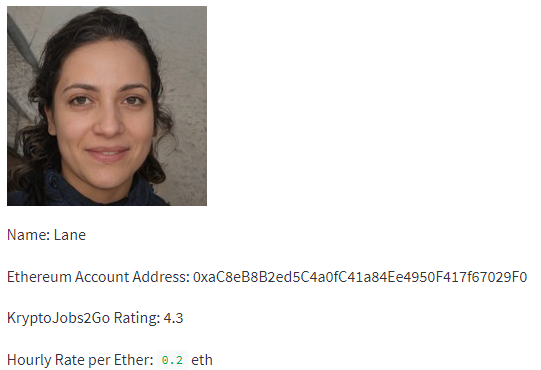 Name: Lane
Ethereum Account Address: 0xaC8eB8B2ed5C4a0fC41a84Ee4950F417f67029F0
KryptoJobs2Go Rating: 4.3
Hourly Rate per Ether: 0.2 eth